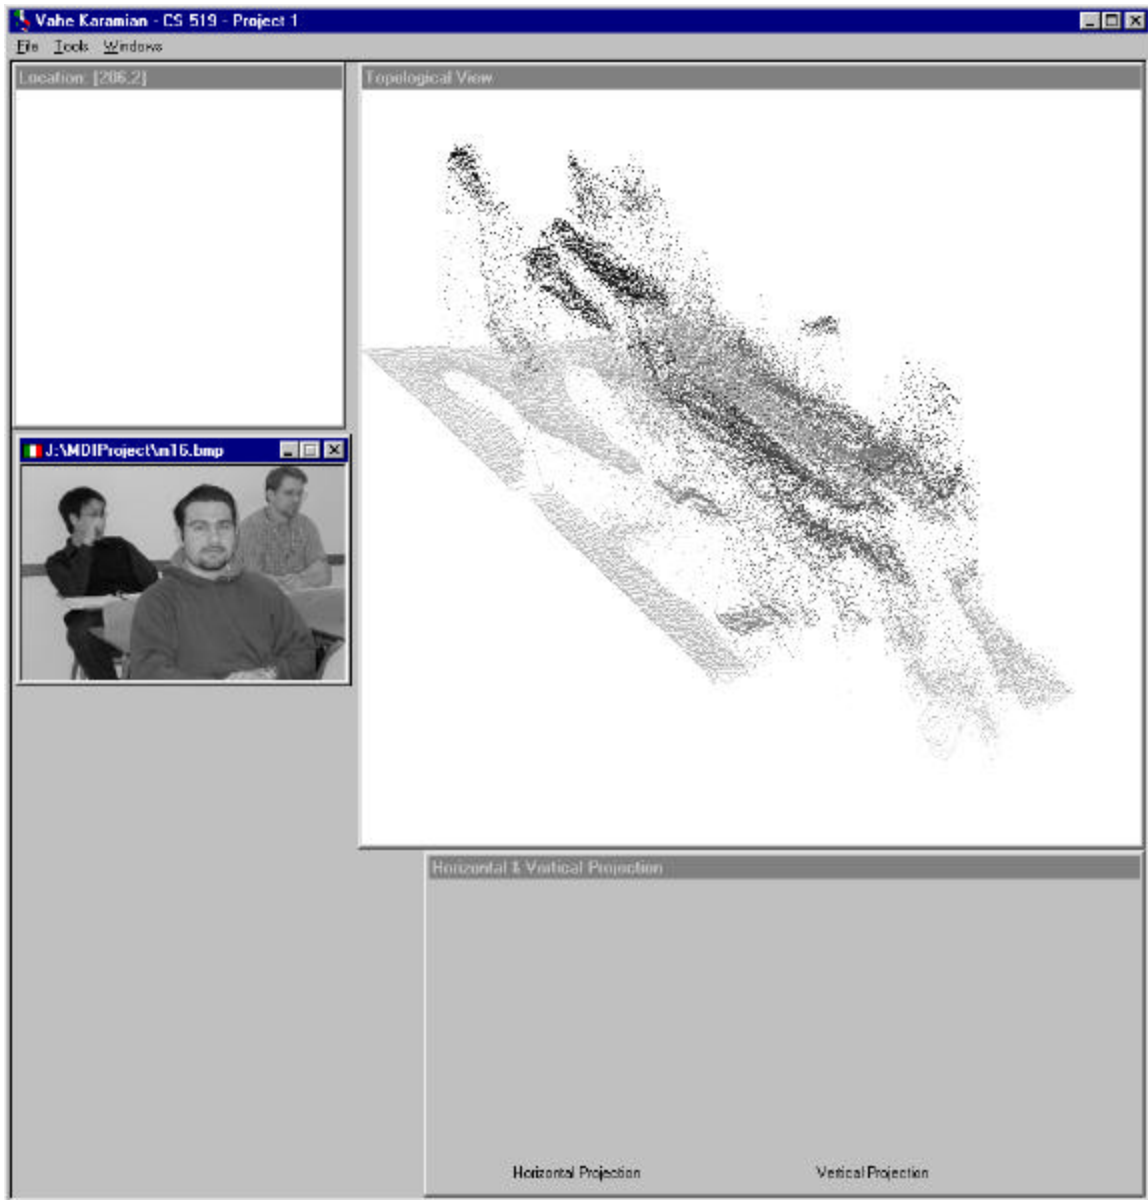 Vahe Karamian - CS 519 - Project 1
File Tools Windows
Location: [206,2]
Topological View
J:\MDIProject\m16.bmp
Horizontal & Vertical Projection
Horizontal Projection
Vertical Projection